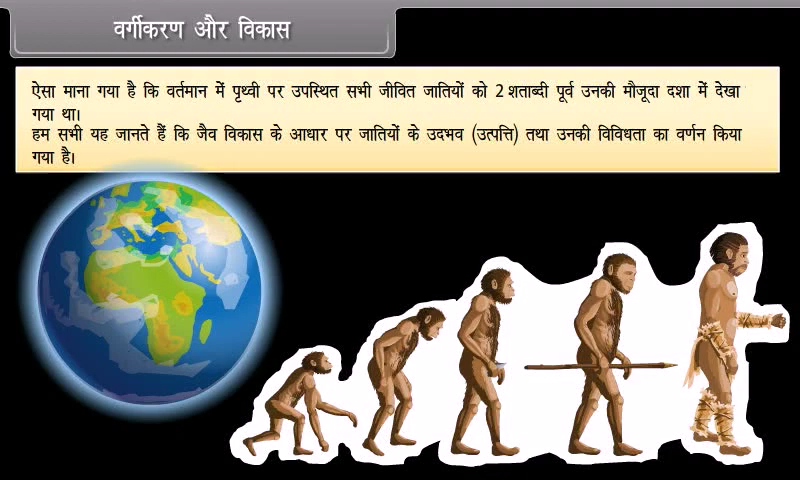 वर्गीकरण और विकास
ऐसा माना गया है कि वर्तमान में पृथ्वी पर उपस्थित सभी जीवित जातियों को 2 शताब्दी पूर्व उनकी मौजूदा दशा में देखा
गया था।
हम सभी यह जानते हैं कि जैव विकास के आधार पर जातियों के उदभव (उत्पत्ति) तथा उनकी विविधता का वर्णन किया
गया है।